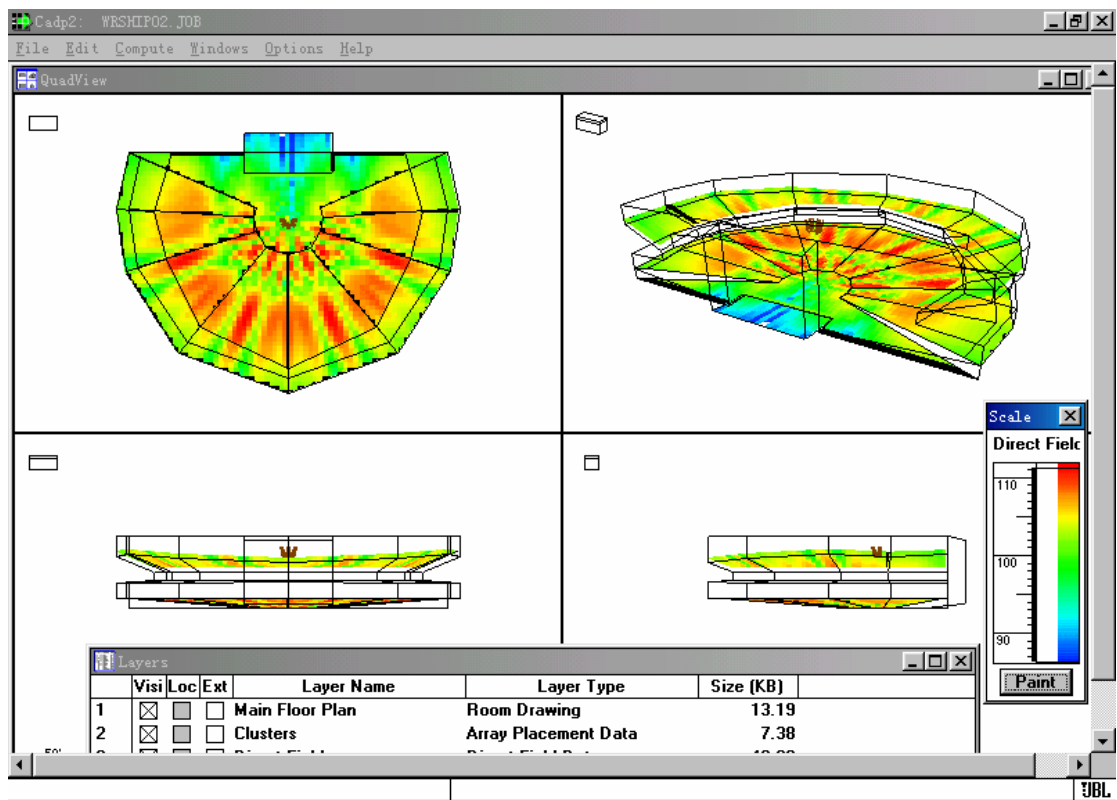 Cadp2: WRSHIP02.JOB
File Edit Compute Windows Options Help
QuadView
Scale
Direct Field
110
100
90
Paint
Layers
Visi Loc Ext Layer Name Layer Type Size (KB)
1 Main Floor Plan Room Drawing 13.19
2 Clusters Array Placement Data 7.38
JBL